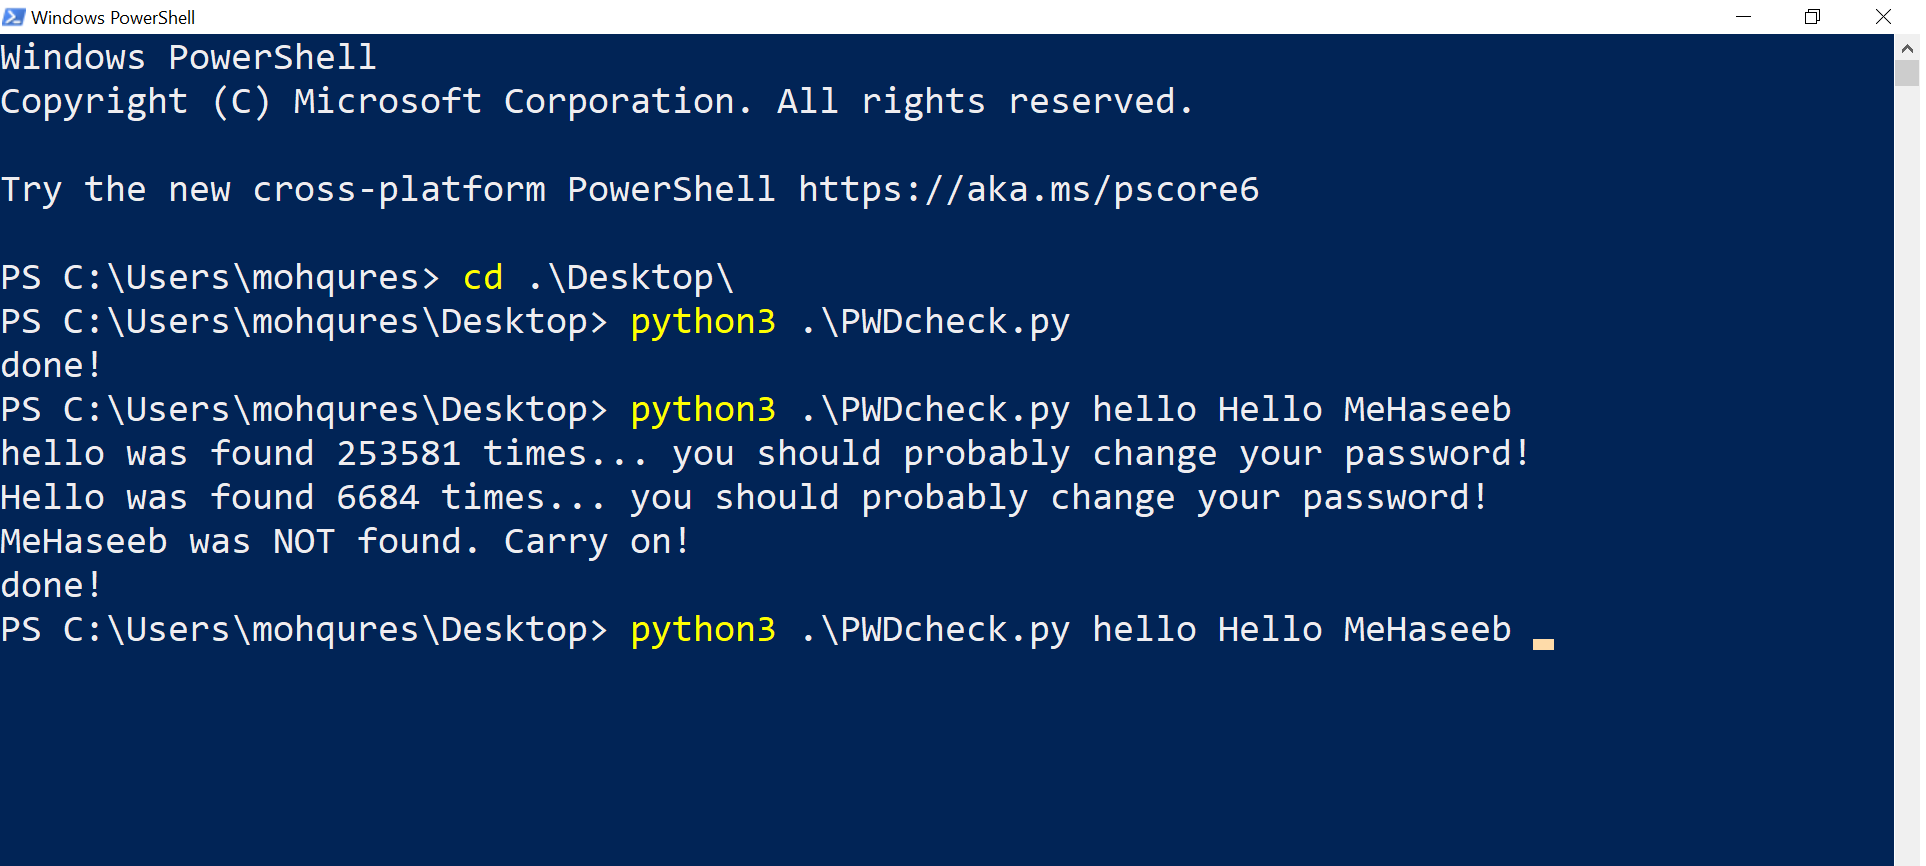 Windows PowerShell
Windows PowerShell
Copyright (C) Microsoft Corporation. All rights reserved.
Try the new cross-platform PowerShell https://aka.ms/pscore6
PS C:\Users\mohqures> cd .\Desktop\
PS C:\Users\mohqures\Desktop> python3 .\PWDcheck.py
done!
PS C:\Users\mohqures\Desktop> python3 .\PWDcheck.py hello Hello MeHaseeb
hello was found 253581 times... you should probably change your password!
Hello was found 6684 times... you should probably change your password!
MeHaseeb was NOT found. Carry on!
done!
PS C:\Users\mohqures\Desktop> python3 .\PWDcheck.py hello Hello MeHaseeb